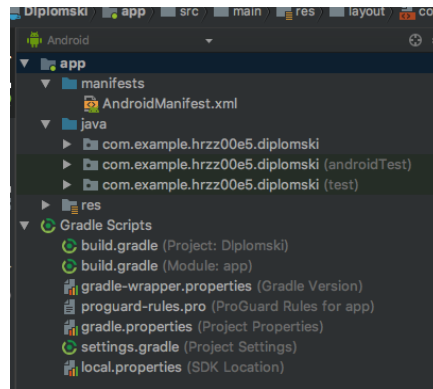 Diplomski app src main res layout co
Android
app
manifests
AndroidManifest.xml
java
com.example.hrzz00e5.diplomski
com.example.hrzz00e5.diplomski (androidTest)
com.example.hrzz00e5.diplomski (test)
res
Gradle Scripts
build.gradle (Project: Diplomski)
build.gradle (Module: app)
gradle-wrapper.properties (Gradle Version)
proguard-rules.pro (ProGuard Rules for app)
gradle.properties (Project Properties)
settings.gradle (Project Settings)
local.properties (SDK Location)